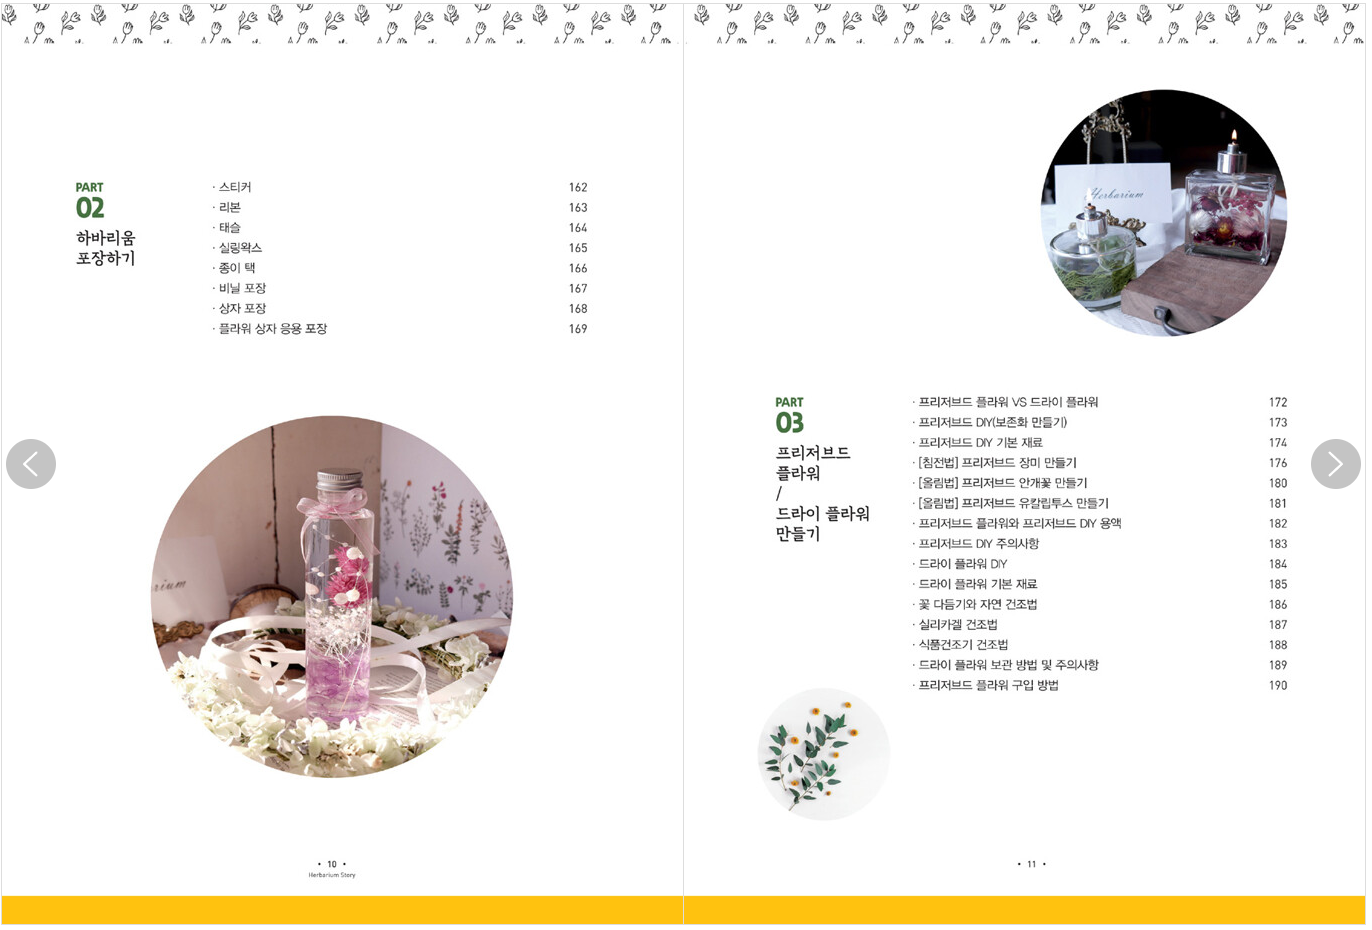 PART
02
하바리움
포장하기
· 스티커 162
· 리본 163
· 태슬 164
· 실링왁스 165
· 종이 택 166
· 비닐 포장 167
· 상자 포장 168
· 플라워 상자 응용 포장 169
• 10 •
Herbarium Story
Herbarium
PART
03
프리저브드
플라워
/
드라이 플라워
만들기
· 프리저브드 플라워 VS 드라이 플라워 172
· 프리저브드 DIY(보존화 만들기) 173
· 프리저브드 DIY 기본 재료 174
· [침전법] 프리저브드 장미 만들기 176
· [올림법] 프리저브드 안개꽃 만들기 180
· [올림법] 프리저브드 유칼립투스 만들기 181
· 프리저브드 플라워와 프리저브드 DIY 용액 182
· 프리저브드 DIY 주의사항 183
· 드라이 플라워 DIY 184
· 드라이 플라워 기본 재료 185
· 꽃 다듬기와 자연 건조법 186
· 실리카겔 건조법 187
· 식품건조기 건조법 188
· 드라이 플라워 보관 방법 및 주의사항 189
· 프리저브드 플라워 구입 방법 190
• 11 •